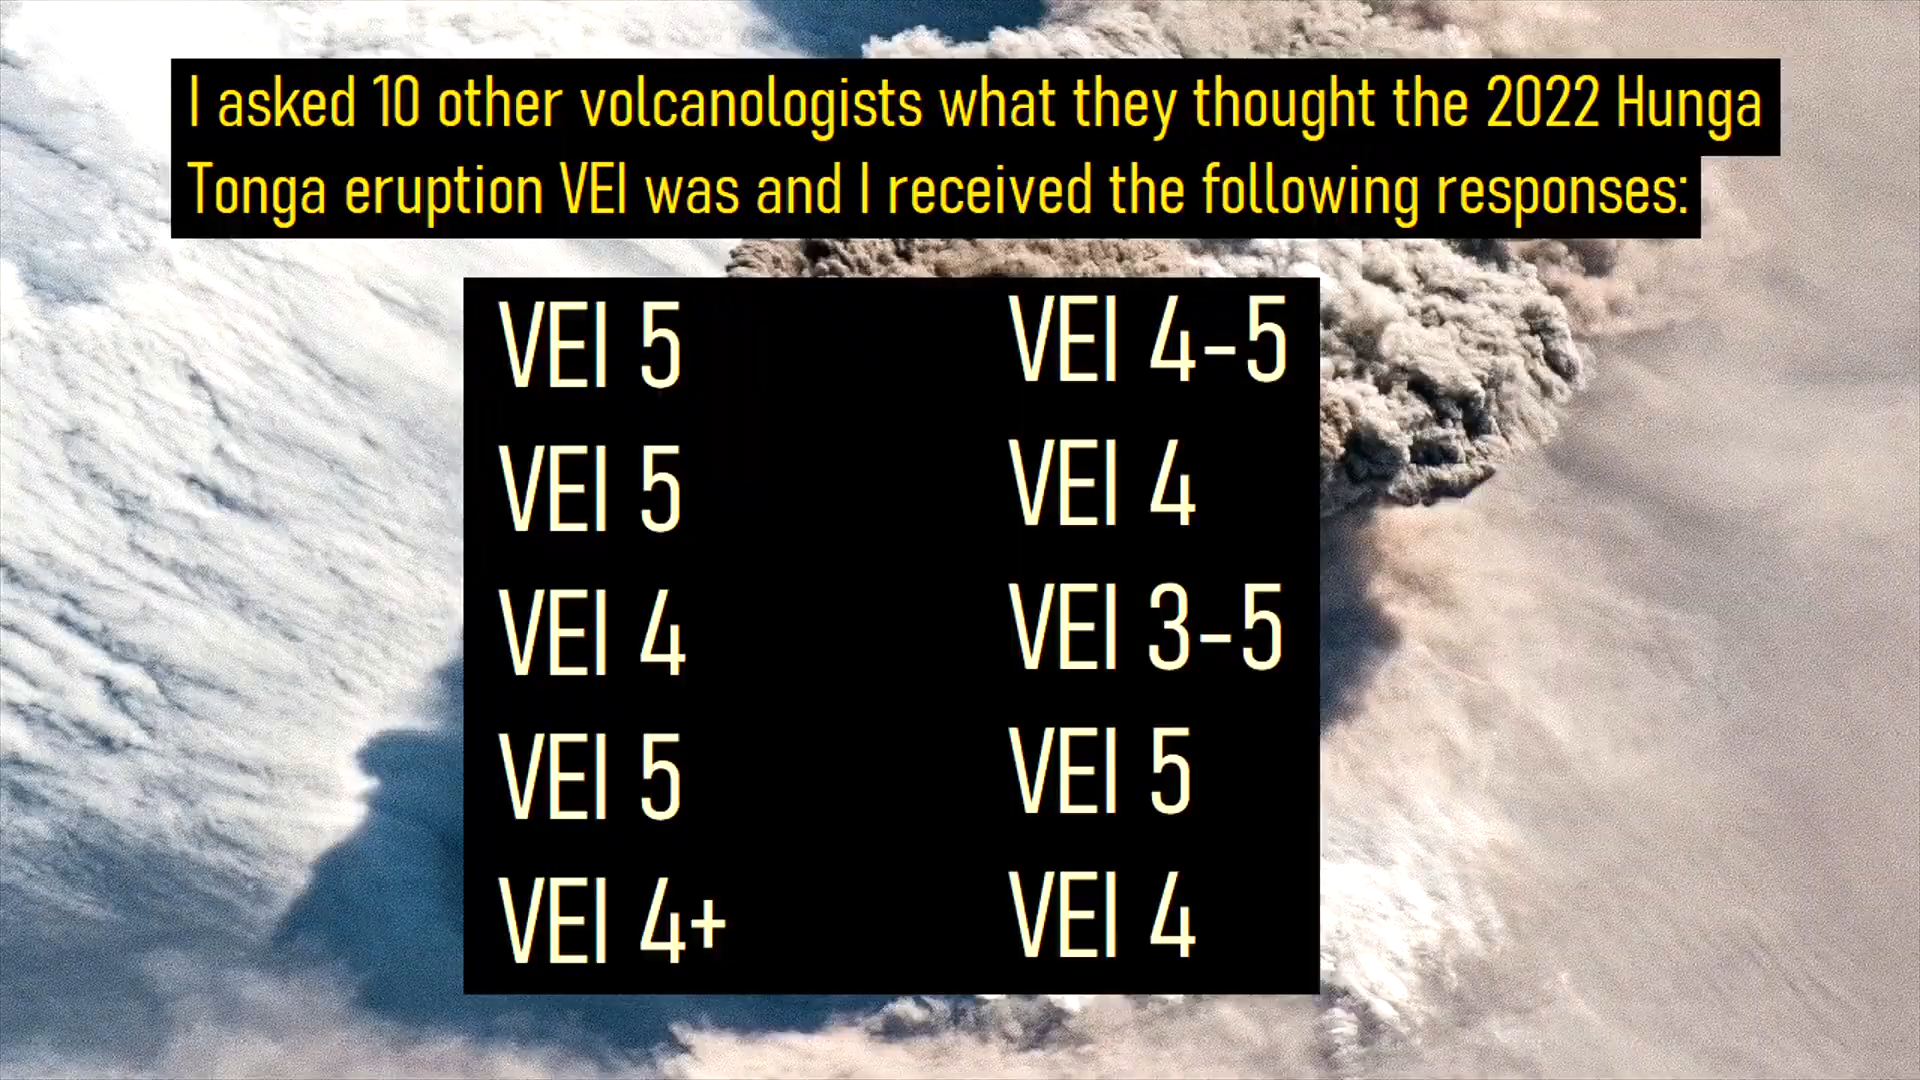 I asked 10 other volcanologists what they thought the 2022 Hunga
Tonga eruption VEI was and I received the following responses:
VEI 5
VEI 5
VEI 4
VEI 5
VEI 4+
VEI 4-5
VEI 4
VEI 3-5
VEI 5
VEI 4